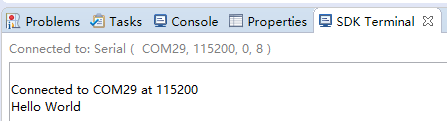 Problems Tasks Console Properties SDK Terminal
Connected to: Serial ( COM29, 115200, 0, 8 )
Connected to COM29 at 115200
Hello World